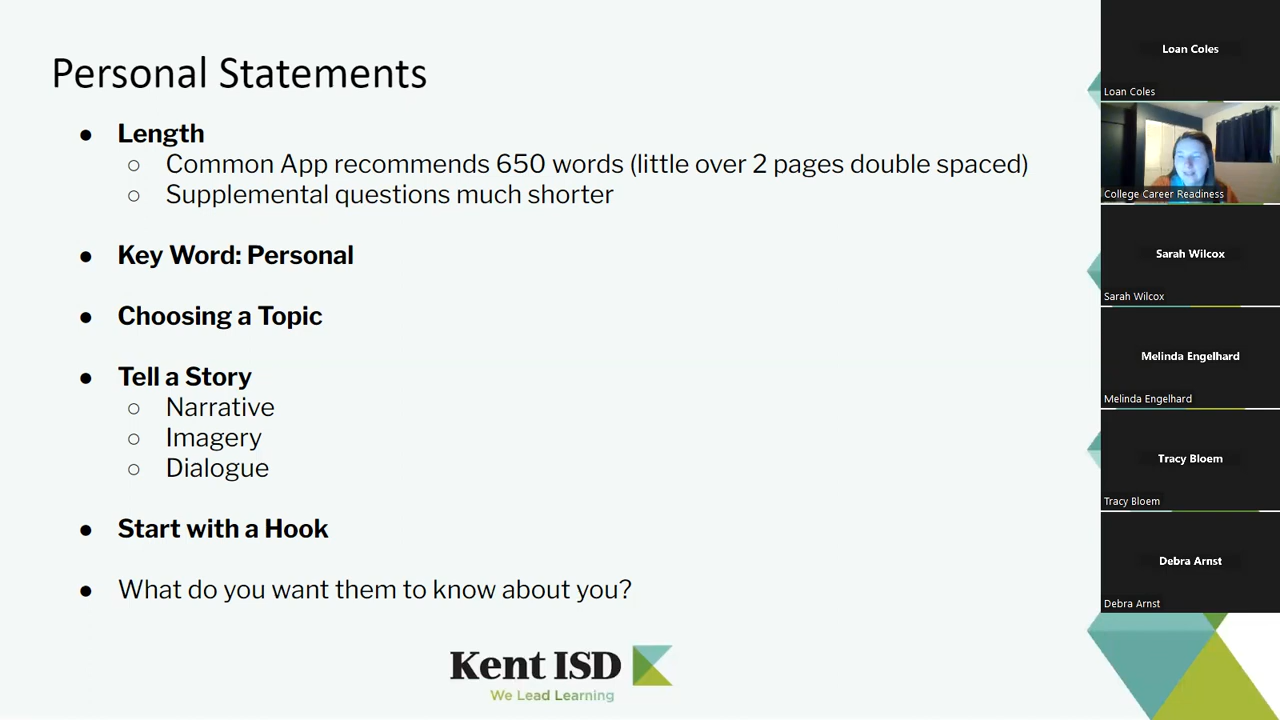 Personal Statements
● Length
○ Common App recommends 650 words (little over 2 pages double spaced)
○ Supplemental questions much shorter
● Key Word: Personal
● Choosing a Topic
● Tell a Story
○ Narrative
○ Imagery
○ Dialogue
● Start with a Hook
● What do you want them to know about you?
Kent ISD
We Lead Learning
Loan Coles
Loan Coles
College Career Readiness
Sarah Wilcox
Sarah Wilcox
Melinda Engelhard
Melinda Engelhard
Tracy Bloem
Tracy Bloem
Debra Arnst
Debra Arnst